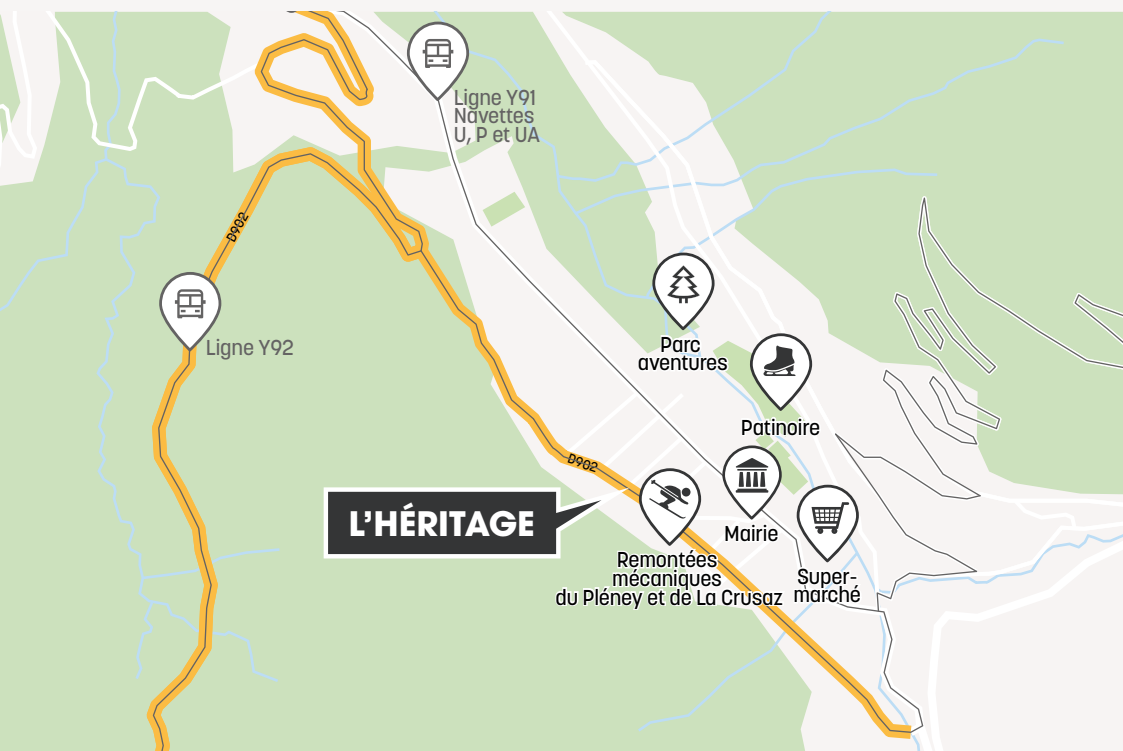 Ligne Y91
Navettes
U, P et UA
D902
Ligne Y92
Parc
aventures
Patinoire
D902
L'HÉRITAGE
Mairie
Remontées
mécaniques
du Pléney et de La Crusaz
Super-
marché